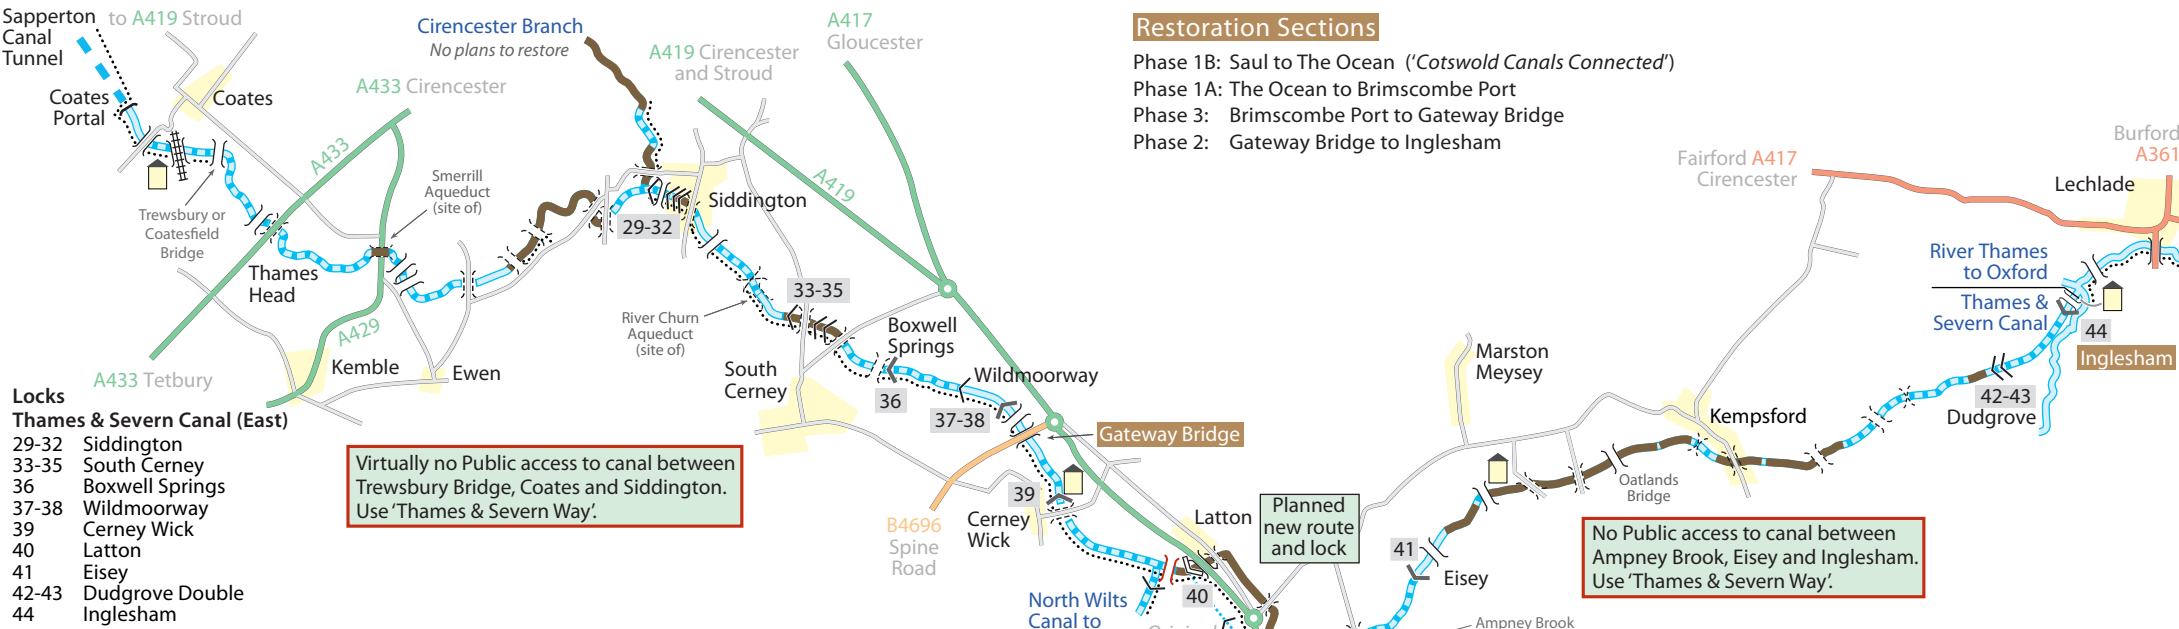 Sapperton
Canal
Tunnel
to A419 Stroud
Coates
Portal
Coates
A433 Cirencester
Cirencester Branch
No plans to restore
A419 Cirencester
and Stroud
A417
Gloucester
Restoration Sections
Phase 1B: Saul to The Ocean ('Cotswold Canals Connected')
Phase 1A: The Ocean to Brimscombe Port
Phase 3: Brimscombe Port to Gateway Bridge
Phase 2: Gateway Bridge to Inglesham
Burford
A361
Fairford A417
Cirencester
Lechlade
A433
Smerrill
Aqueduct
(site of)
Trewsbury or
Coatesfield
Bridge
Thames
Head
A429
A433 Tetbury
Kemble
Ewen
29-32
Siddington
A419
River Churn
Aqueduct
(site of)
33-35
Boxwell
Springs
South
Cerney
36
Wildmoorway
37-38
Gateway Bridge
39
Cerney
Wick
B4696
Spine
Road
Latton
40
North Wilts
Canal to
Planned
new route
and lock
41
Eisey
Ampney Brook
Marston
Meysey
Kempsford
Oatlands
Bridge
River Thames
to Oxford
Thames &
Severn Canal
44
Inglesham
42-43
Dudgrove
Locks
Thames & Severn Canal (East)
29-32 Siddington
33-35 South Cerney
36 Boxwell Springs
37-38 Wildmoorway
39 Cerney Wick
40 Latton
41 Eisey
42-43 Dudgrove Double
44 Inglesham
Virtually no Public access to canal between
Trewsbury Bridge, Coates and Siddington.
Use 'Thames & Severn Way'.
No Public access to canal between
Ampney Brook, Eisey and Inglesham.
Use 'Thames & Severn Way'.